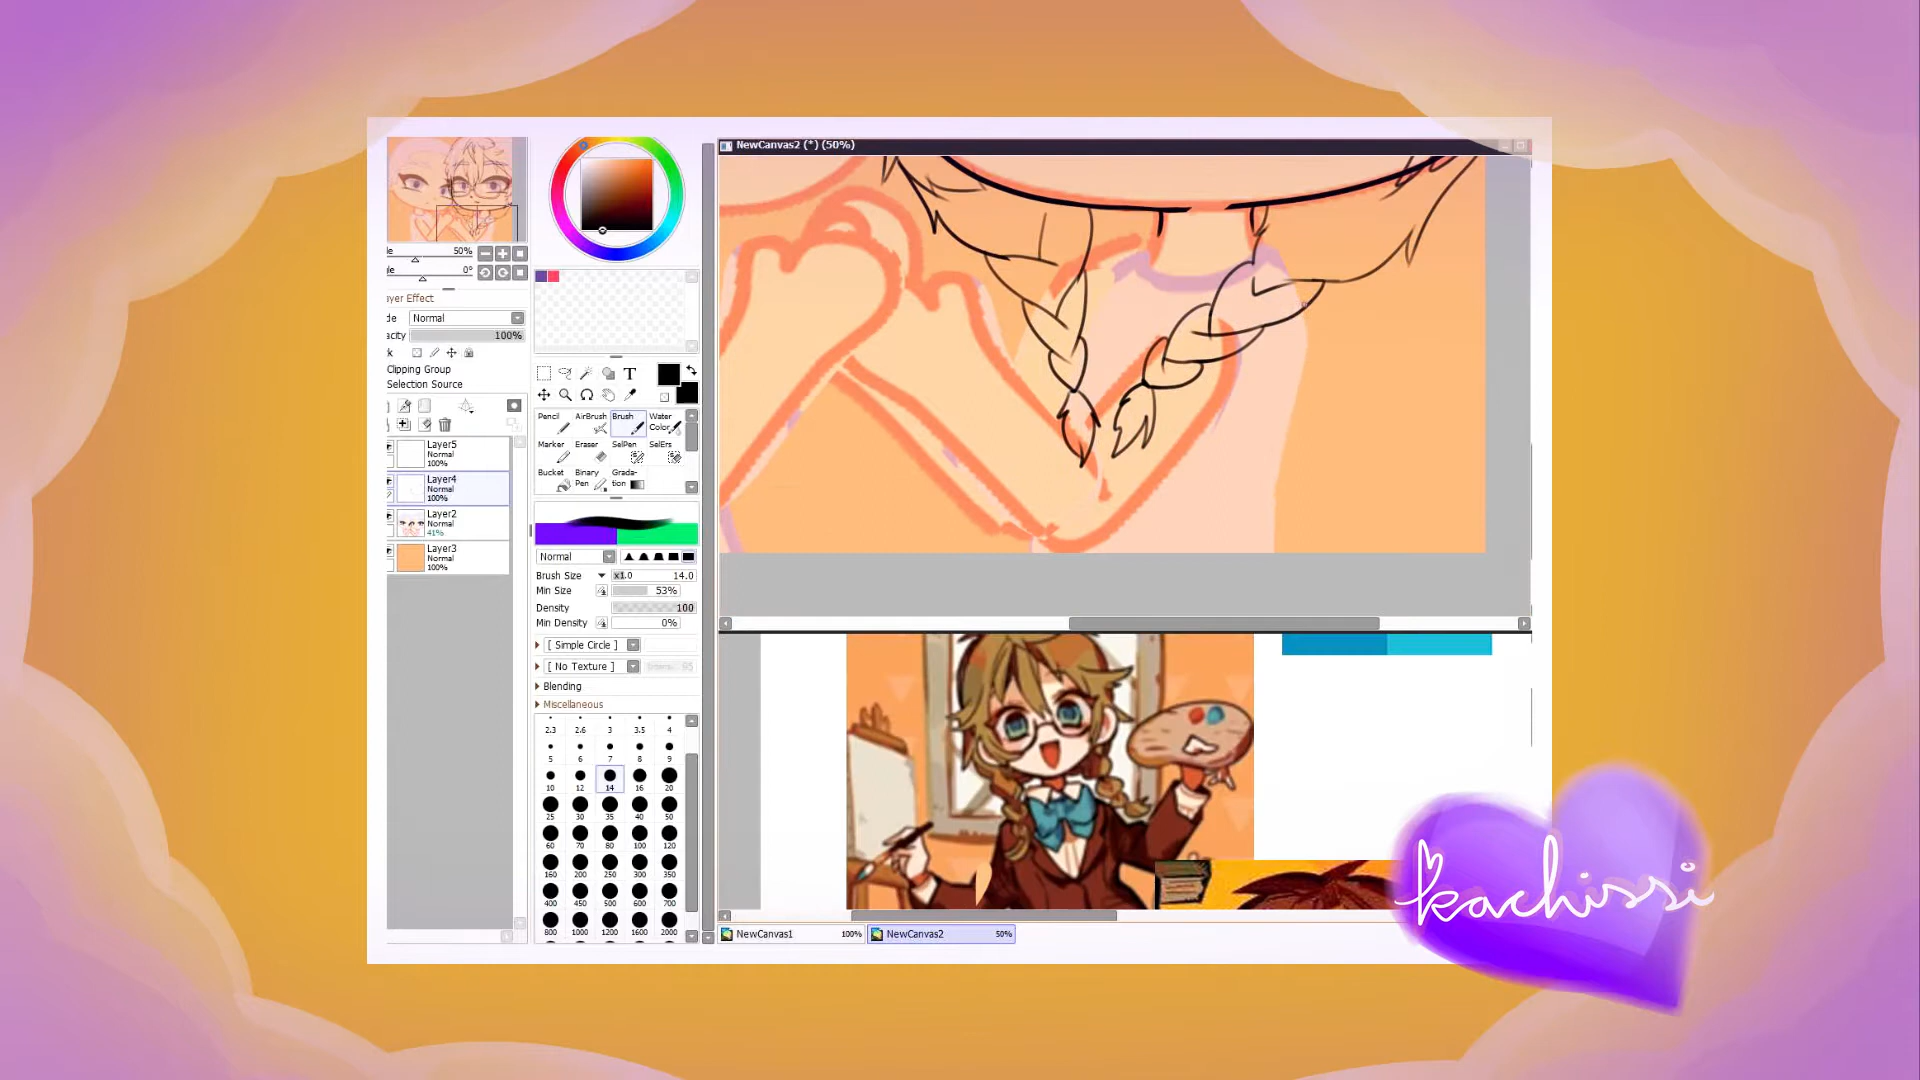 NewCanvas2 (*) (50%)
50%
0°
Layer Effect
Normal
100%
Clipping Group
Selection Source
Layer5
Normal
100%
Layer4
Normal
100%
Layer2
Normal
41%
Layer3
Normal
100%
T
Pencil AirBrush Brush Water Color
Marker Eraser SelPen SelErs
Bucket Binary Pen Grada-tion
Normal
Brush Size x1.0 14.0
Min Size 53%
Density 100
Min Density 0%
[ Simple Circle ]
[ No Texture ] 95
Blending
Miscellaneous
2.3 2.6 3 3.5 4
5 6 7 8 9
10 12 14 16 20
25 30 35 40 50
60 70 80 100 120
160 200 250 300 350
400 450 500 600 700
800 1000 1200 1600 2000
NewCanvas1 100% NewCanvas2 50%
kachissi